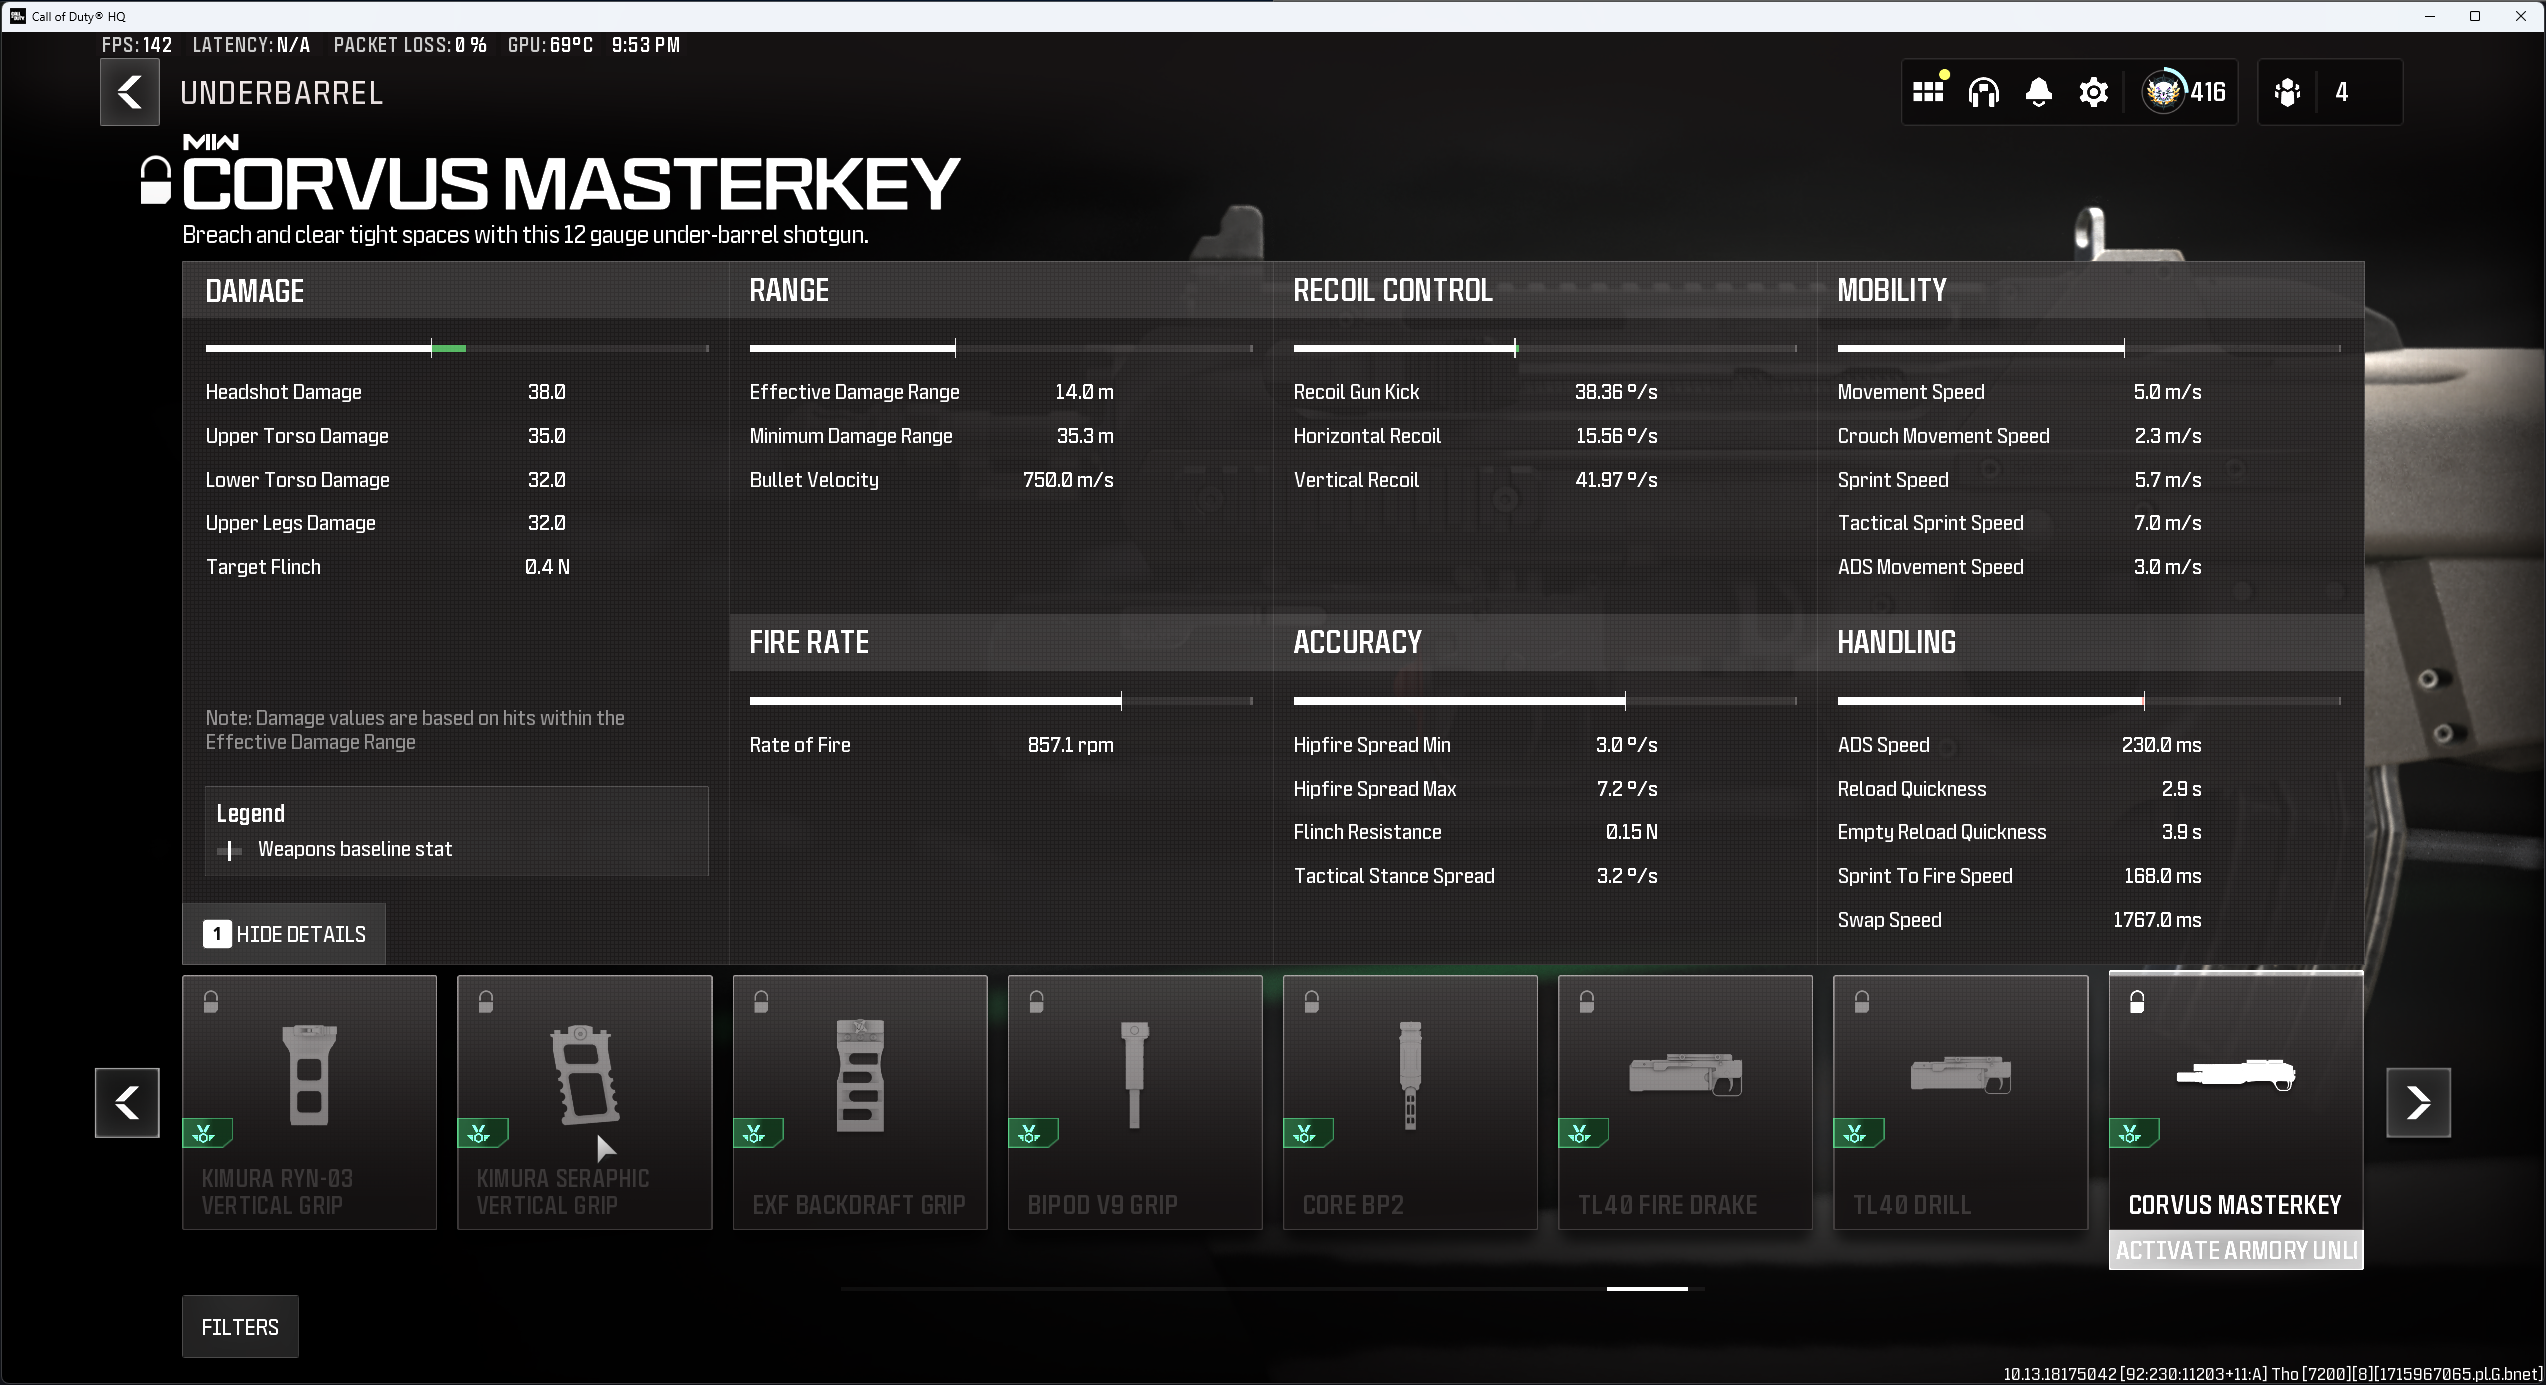 Call of Duty® HQ
FPS: 142 LATENCY: N/A PACKET LOSS: 0 % GPU: 69°C 9:53 PM
UNDERBARREL
416
4
MW
CORVUS MASTERKEY
Breach and clear tight spaces with this 12 gauge under-barrel shotgun.
DAMAGE
Headshot Damage 38.0
Upper Torso Damage 35.0
Lower Torso Damage 32.0
Upper Legs Damage 32.0
Target Flinch 0.4 N
Note: Damage values are based on hits within the
Effective Damage Range
Legend
Weapons baseline stat
1 HIDE DETAILS
RANGE
Effective Damage Range 14.0 m
Minimum Damage Range 35.3 m
Bullet Velocity 750.0 m/s
FIRE RATE
Rate of Fire 857.1 rpm
RECOIL CONTROL
Recoil Gun Kick 38.36 º/s
Horizontal Recoil 15.56 º/s
Vertical Recoil 41.97 º/s
ACCURACY
Hipfire Spread Min 3.0 º/s
Hipfire Spread Max 7.2 º/s
Flinch Resistance 0.15 N
Tactical Stance Spread 3.2 º/s
MOBILITY
Movement Speed 5.0 m/s
Crouch Movement Speed 2.3 m/s
Sprint Speed 5.7 m/s
Tactical Sprint Speed 7.0 m/s
ADS Movement Speed 3.0 m/s
HANDLING
ADS Speed 230.0 ms
Reload Quickness 2.9 s
Empty Reload Quickness 3.9 s
Sprint To Fire Speed 168.0 ms
Swap Speed 1767.0 ms
KIMURA RYN-03
VERTICAL GRIP
KIMURA SERAPHIC
VERTICAL GRIP
EXF BACKDRAFT GRIP
BIPOD V9 GRIP
CORE BP2
TL40 FIRE DRAKE
TL40 DRILL
CORVUS MASTERKEY
ACTIVATE ARMORY UNL
FILTERS
10.13.18175042 [92:230:11203+11:A] Tho [7200][8][1715967065.pl.G.bnet]